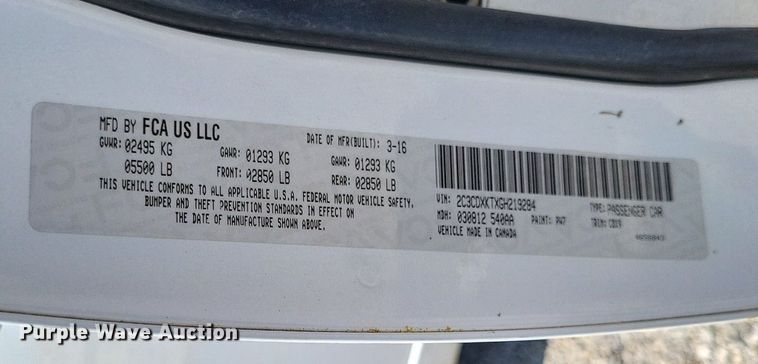 MFD BY FCA US LLC DATE OF MFR(BUILT): 3-16
GVWR: 02495 KG GAWR: 01293 KG GAWR: 01293 KG
05500 LB FRONT: 02850 LB REAR: 02850 LB
THIS VEHICLE CONFORMS TO ALL APPLICABLE U.S.A. FEDERAL MOTOR VEHICLE SAFETY,
BUMPER AND THEFT PREVENTION STANDARDS IN EFFECT ON
THE DATE OF MANUFACTURE SHOWN ABOVE.
VIN: 2C3CDXKTXGH219284 TYPE: PASSENGER CAR
MDH: 030812 540AA PAINT: PW7 TRIM: CDX9
VEHICLE MADE IN CANADA
Purple Wave Auction